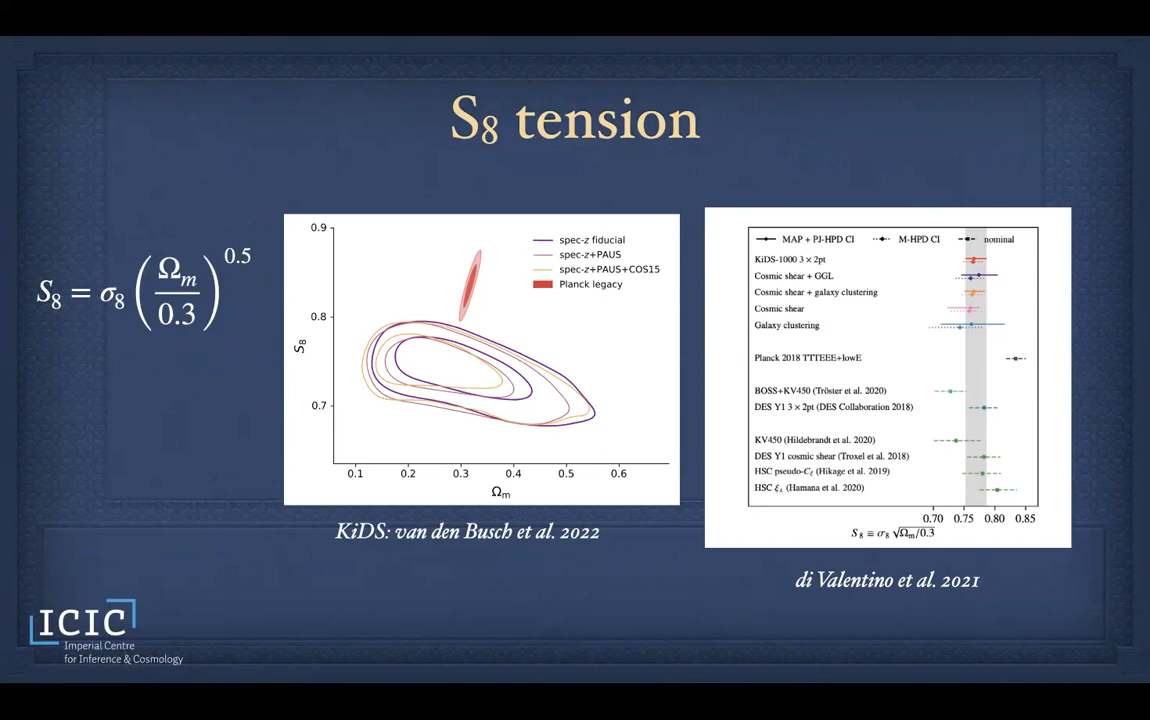 S₈ tension
S₈ = σ₈ (Ωₘ / 0.3)^0.5
0.9
0.8
0.7
S₈
0.1 0.2 0.3 0.4 0.5 0.6
Ωₘ
spec-z fiducial
spec-z+PAUS
spec-z+PAUS+COS15
Planck legacy
KiDS: van den Busch et al. 2022
MAP + PJ-HPD CI M-HPD CI nominal
KiDS-1000 3 × 2pt
Cosmic shear + GGL
Cosmic shear + galaxy clustering
Cosmic shear
Galaxy clustering
Planck 2018 TTTEEE+lowE
BOSS+KV450 (Tröster et al. 2020)
DES Y1 3 × 2pt (DES Collaboration 2018)
KV450 (Hildebrandt et al. 2020)
DES Y1 cosmic shear (Troxel et al. 2018)
HSC pseudo-Cℓ (Hikage et al. 2019)
HSC ξ± (Hamana et al. 2020)
0.70 0.75 0.80 0.85
S₈ ≡ σ₈ √Ωₘ/0.3
di Valentino et al. 2021
ICIC
Imperial Centre
for Inference & Cosmology